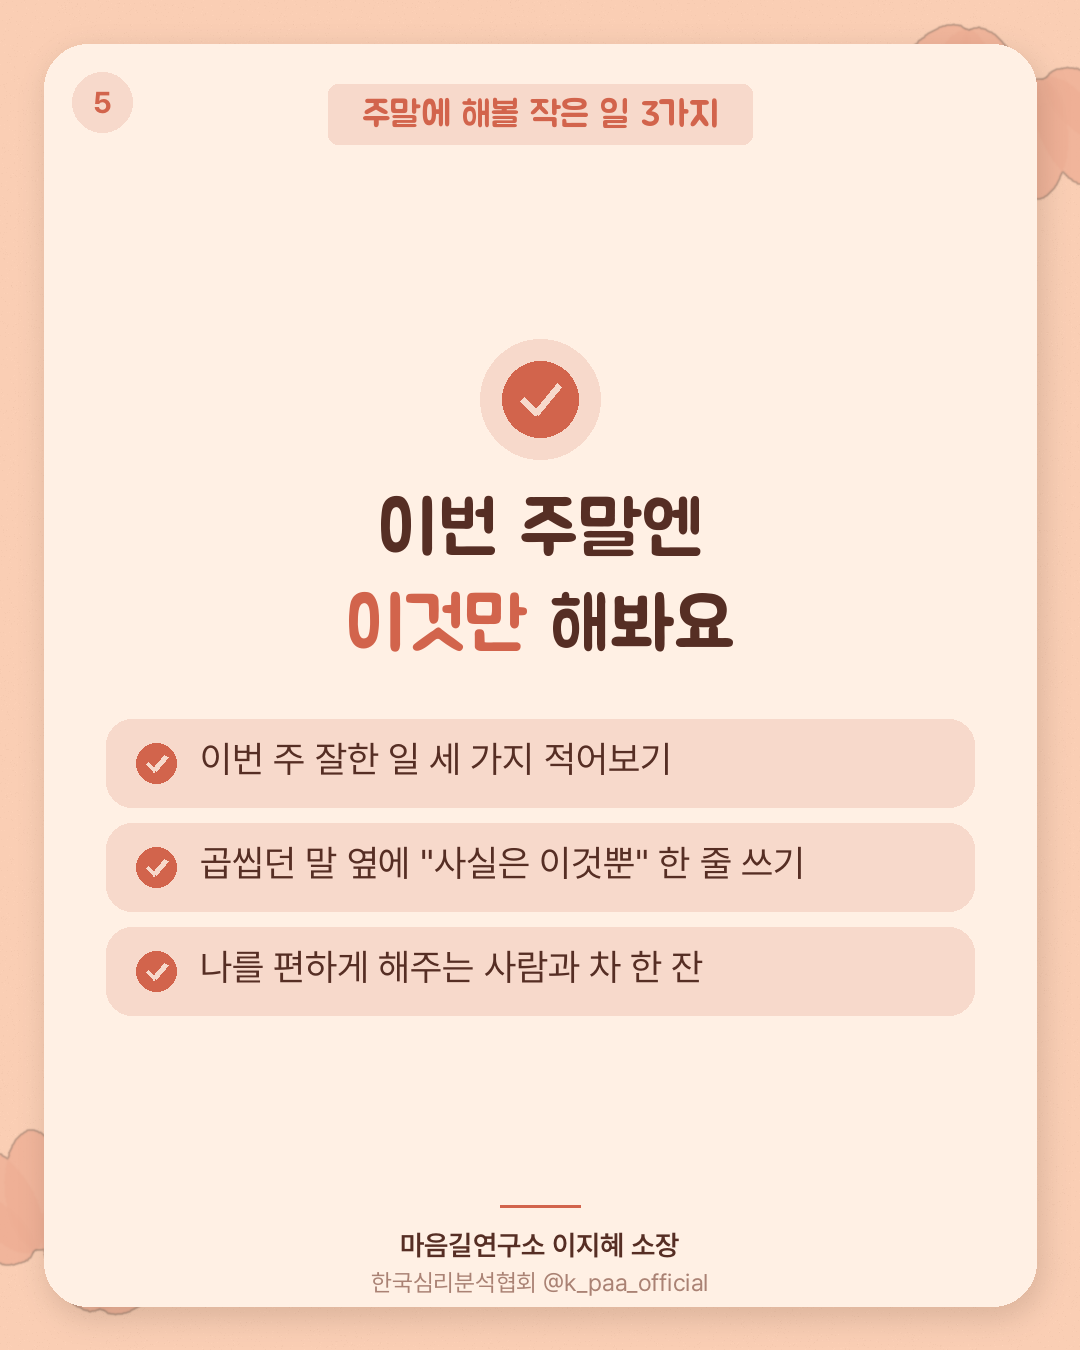 5
주말에 해볼 작은 일 3가지
이번 주말엔
이것만 해봐요
이번 주 잘한 일 세 가지 적어보기
곱씹던 말 옆에 "사실은 이것뿐" 한 줄 쓰기
나를 편하게 해주는 사람과 차 한 잔
마음길연구소 이지혜 소장
한국심리분석협회 @k_paa_official